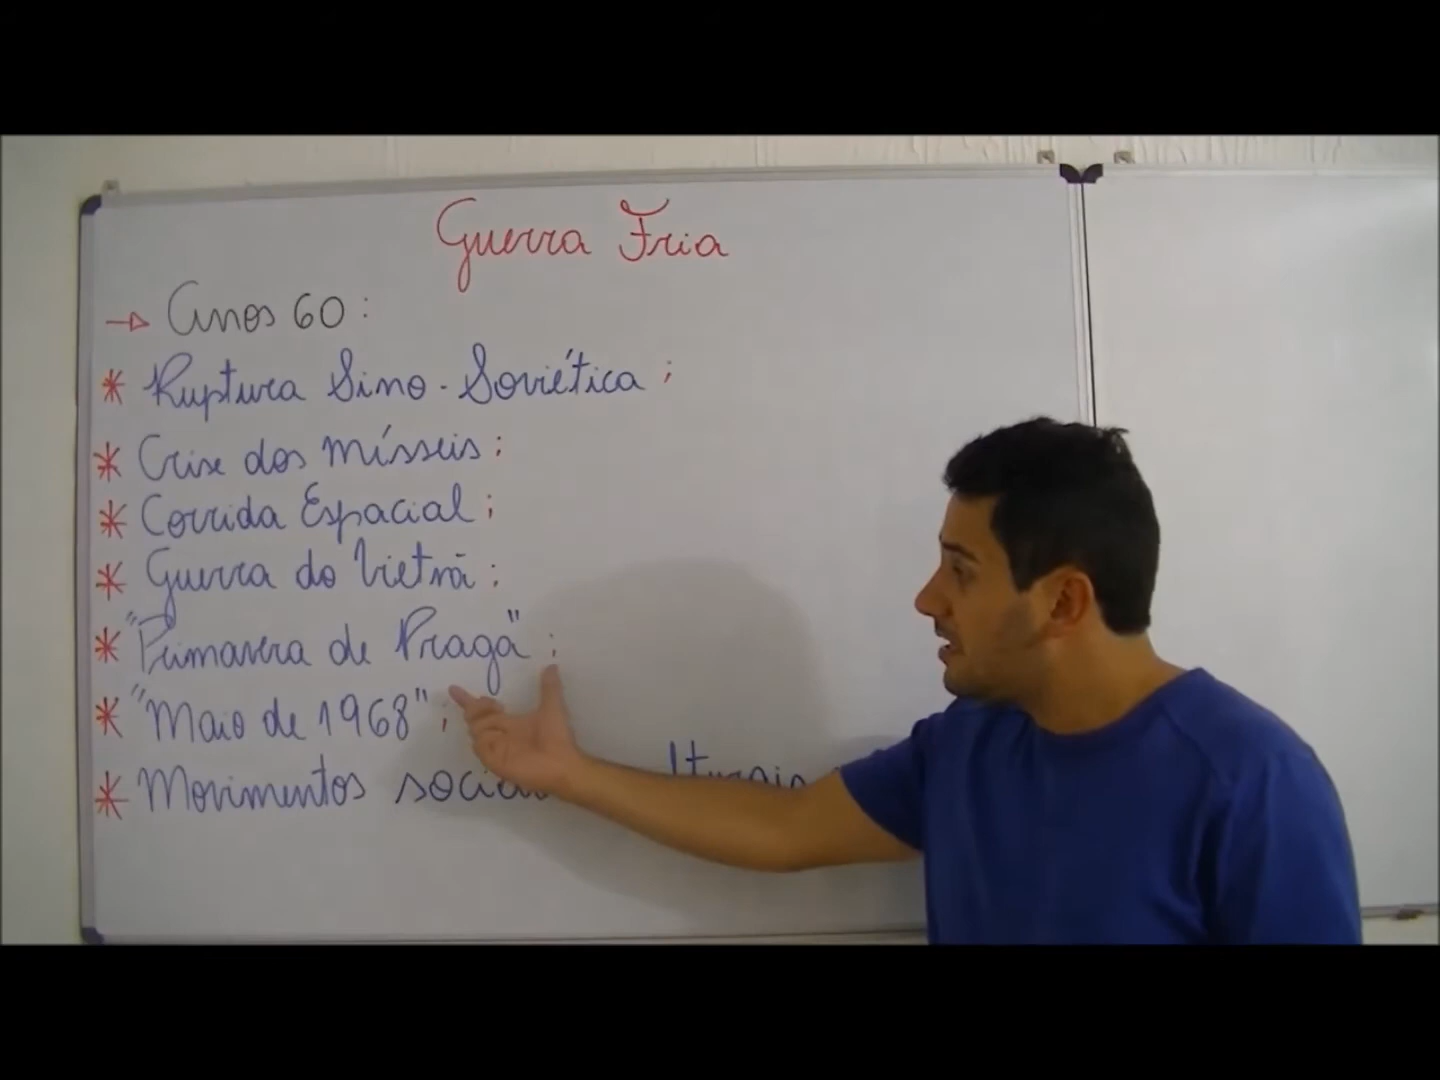 Guerra Fria
→ Anos 60:
* Ruptura Sino-Soviética;
* Crise dos mísseis;
* Corrida Espacial;
* Guerra do Vietnã;
* "Primavera de Praga";
* "Maio de 1968";
* Movimentos